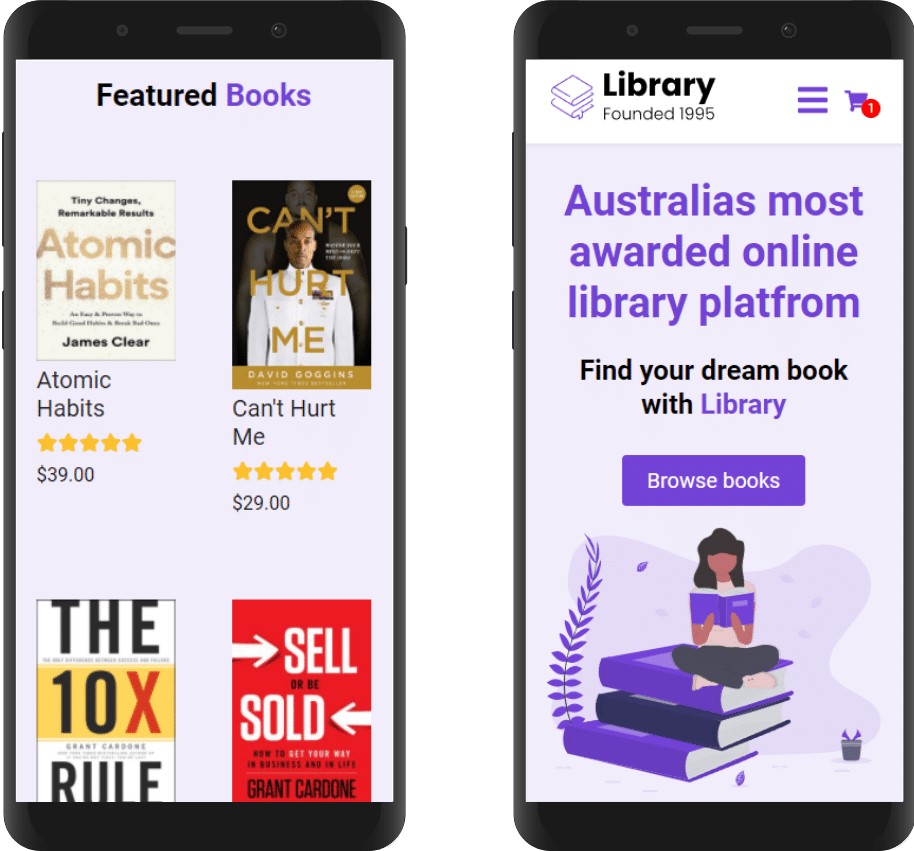 Featured Books
Tiny Changes,
Remarkable Results
Atomic
Habits
An Easy & Proven Way to
Build Good Habits & Break Bad Ones
James Clear
Atomic
Habits
$39.00
CAN'T
HURT
ME
DAVID GOGGINS
NEW YORK TIMES BESTSELLER
Can't Hurt
Me
$29.00
THE
THE ONLY DIFFERENCE BETWEEN SUCCESS AND FAILURE
10X
GRANT CARDONE
RULE
SELL
OR BE
SOLD
HOW TO GET YOUR WAY
IN BUSINESS AND IN LIFE
GRANT CARDONE
Library
Founded 1995
1
Australias most
awarded online
library platfrom
Find your dream book
with Library
Browse books